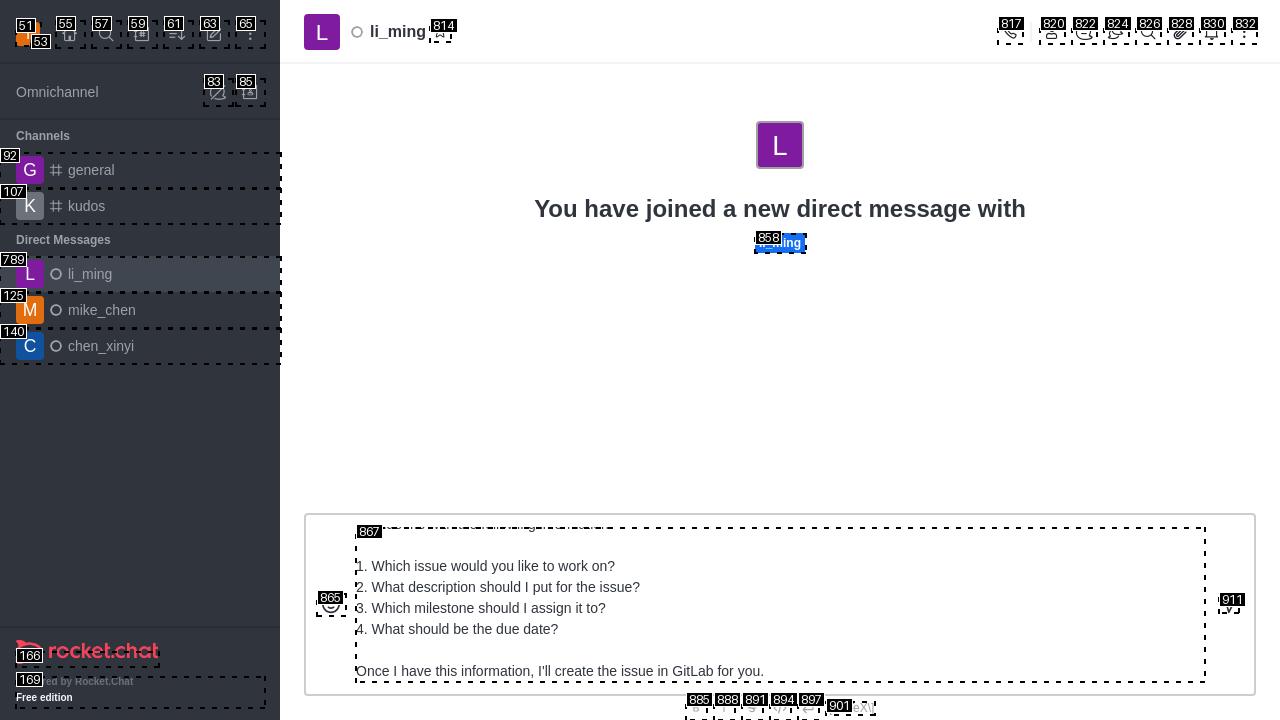 51
53
55
57
59
61
63
65
L
li_ming
814
817
820
822
824
826
828
830
832
Omnichannel
83
85
Channels
92
G
general
107
K
kudos
Direct Messages
789
L
li_ming
125
M
mike_chen
140
C
chen_xinyi
L
You have joined a new direct message with
858
867
1. Which issue would you like to work on?
2. What description should I put for the issue?
3. Which milestone should I assign it to?
4. What should be the due date?
Once I have this information, I'll create the issue in GitLab for you.
865
911
166
rocket.chat
169
by Rocket.Chat
Free edition
885
888
891
894
897
901